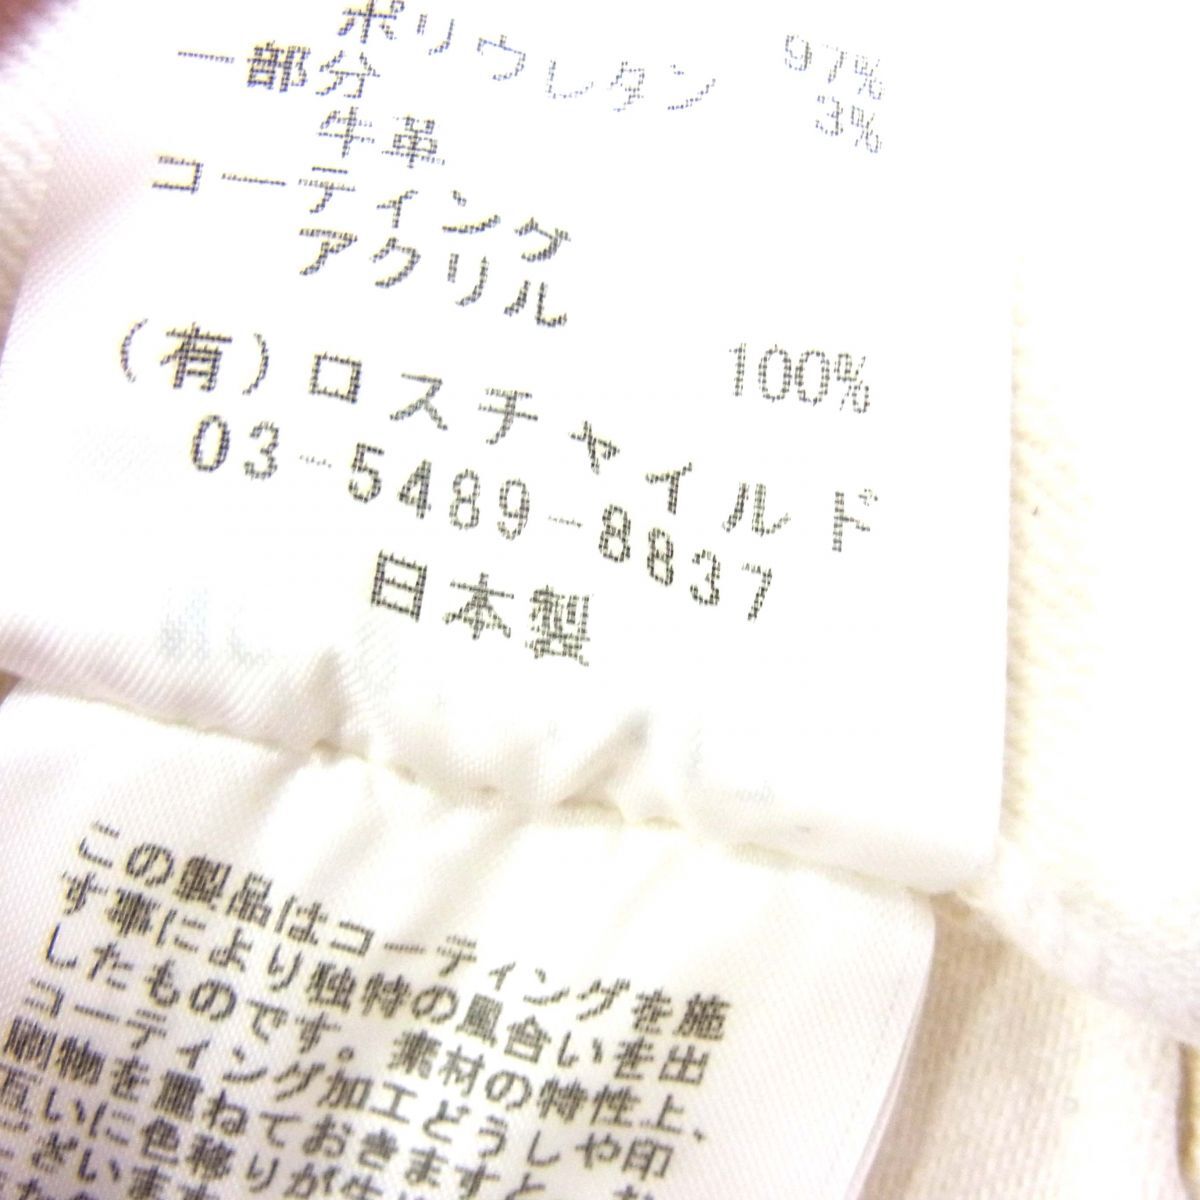 97%
ポリウレタン 3%
一部分
牛革
コーティング
アクリル 100%
(有)ロスチャイルド
03-5489-8837
日本製
この製品はコーティングを施
す事により独特の風合いを出
したものです。素材の特性上、
コーティング加工どうしや印
刷物を重ねておきますと、
互いに色移りが生
ございます